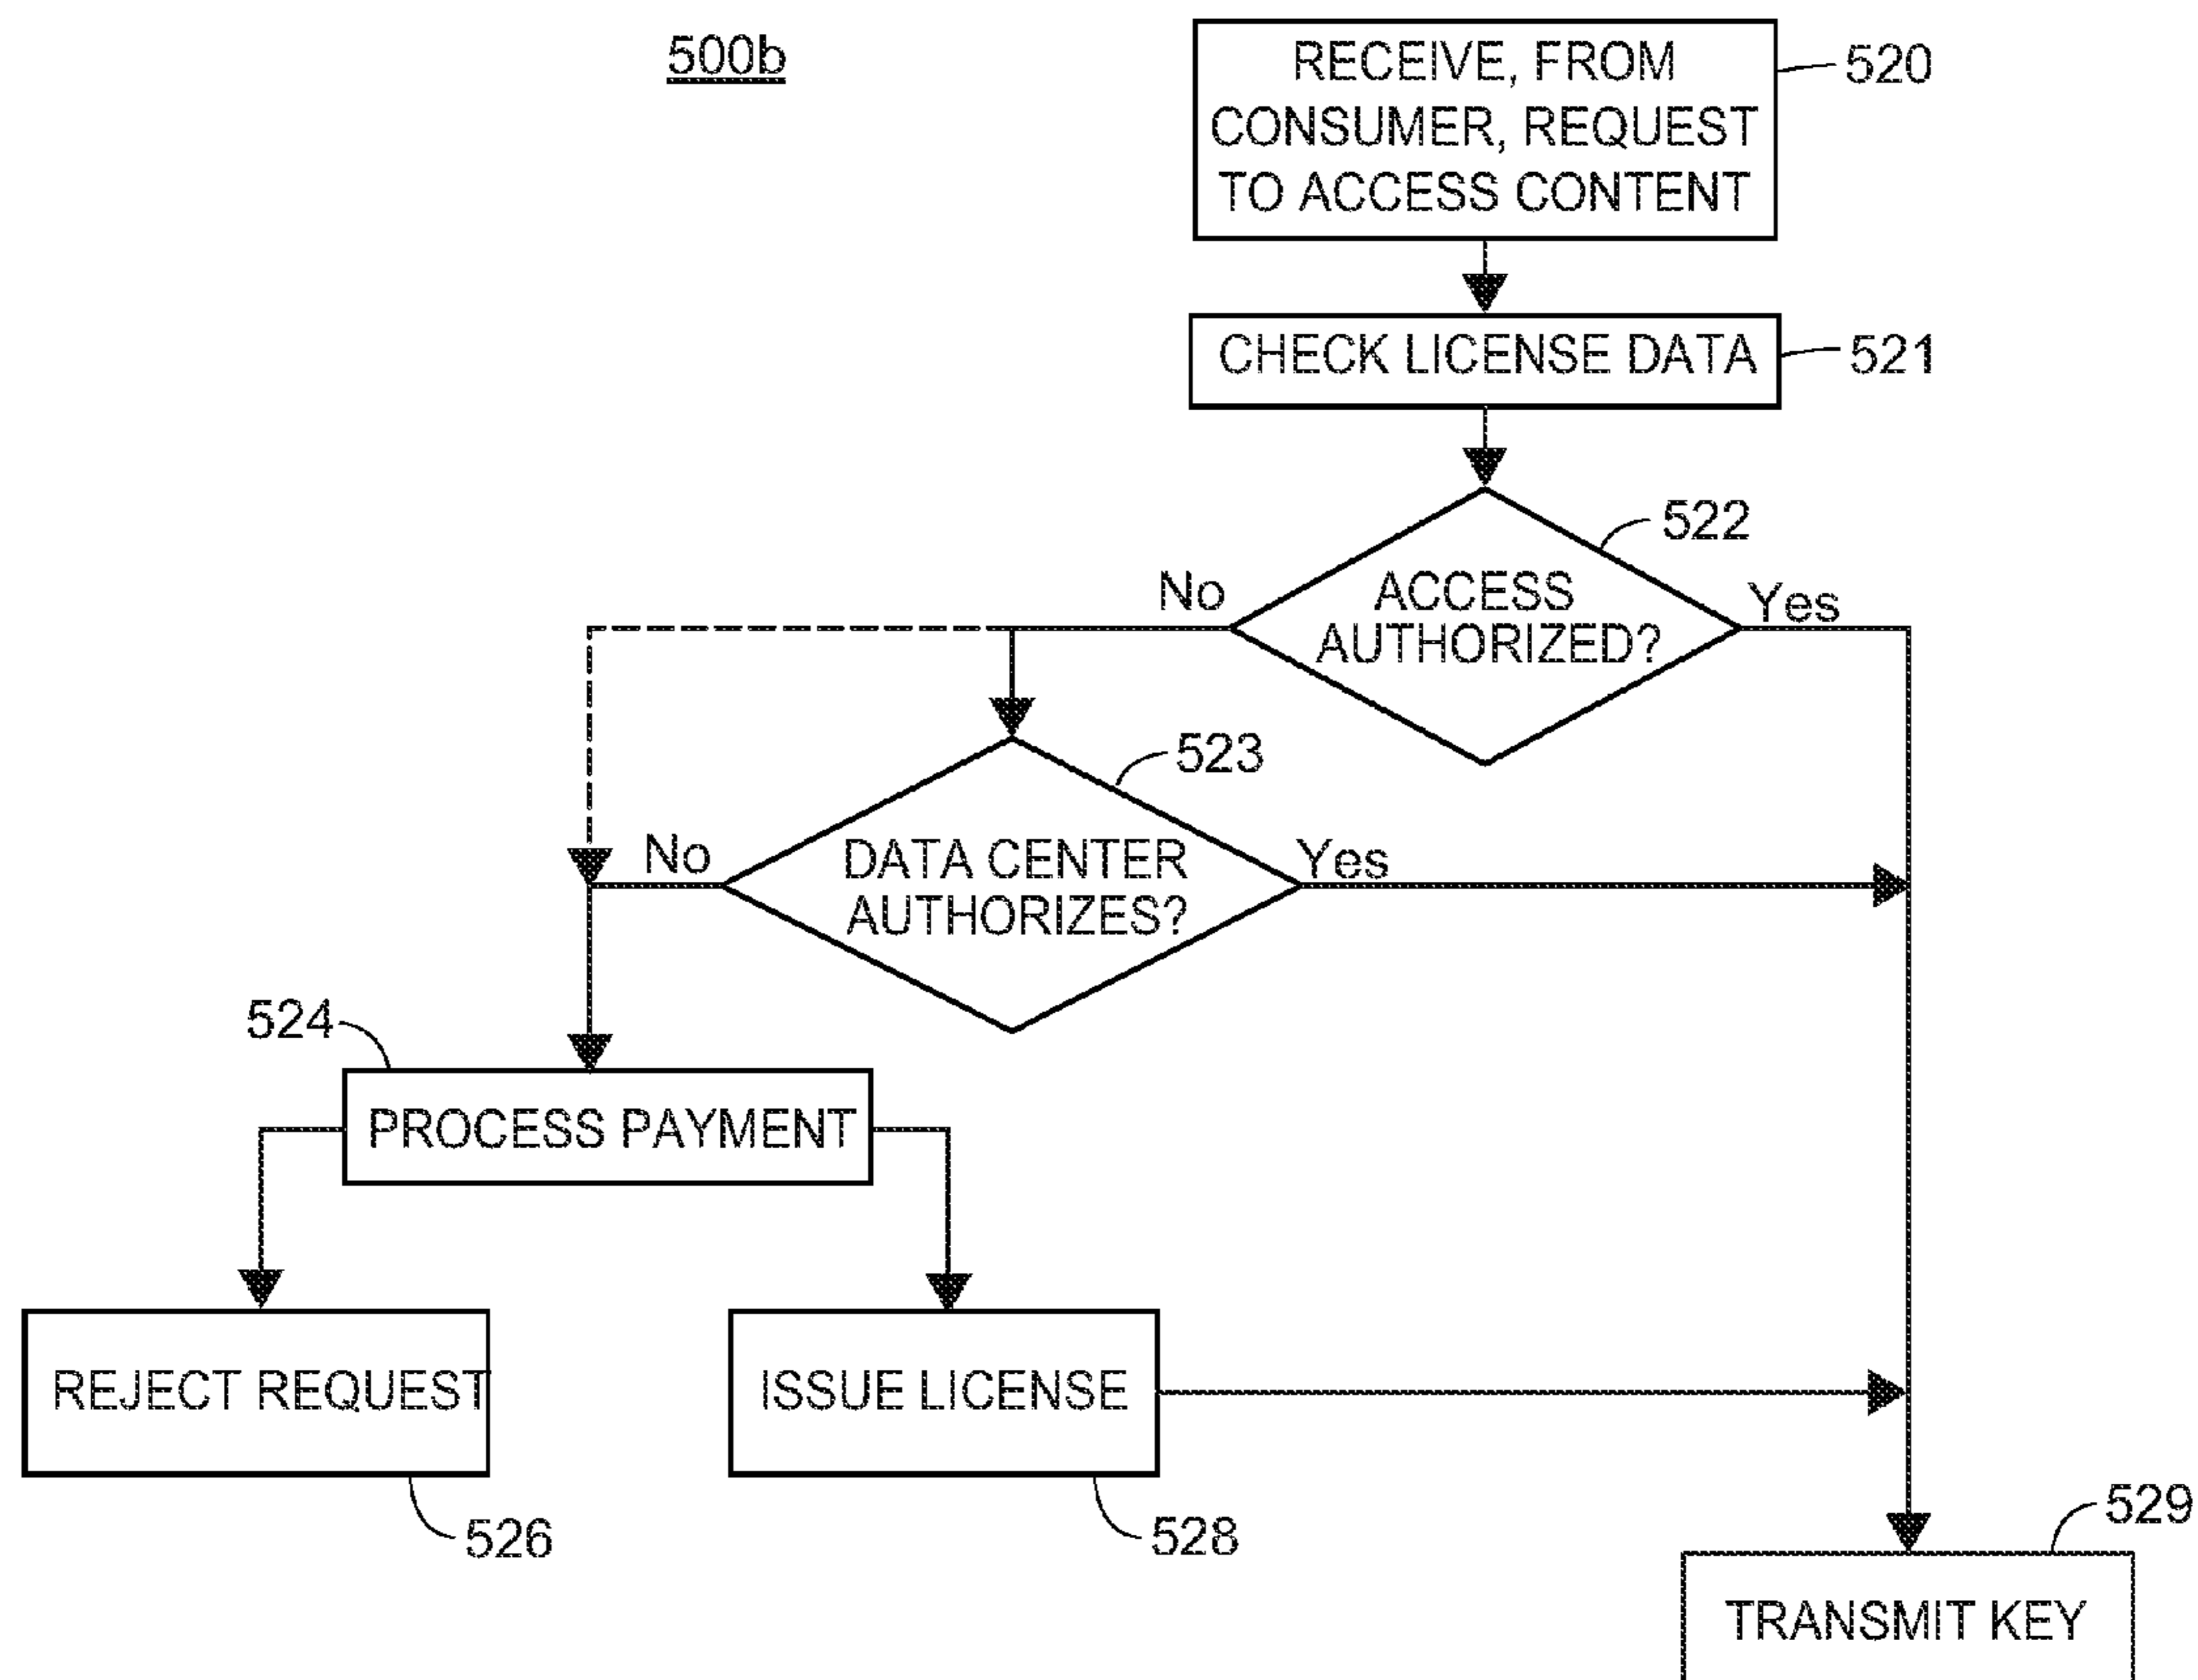 500b
RECEIVE, FROM
CONSUMER, REQUEST
TO ACCESS CONTENT
520
CHECK LICENSE DATA
521
522
ACCESS
AUTHORIZED?
No
Yes
523
DATA CENTER
AUTHORIZES?
No
Yes
524
PROCESS PAYMENT
REJECT REQUEST
526
ISSUE LICENSE
528
529
TRANSMIT KEY